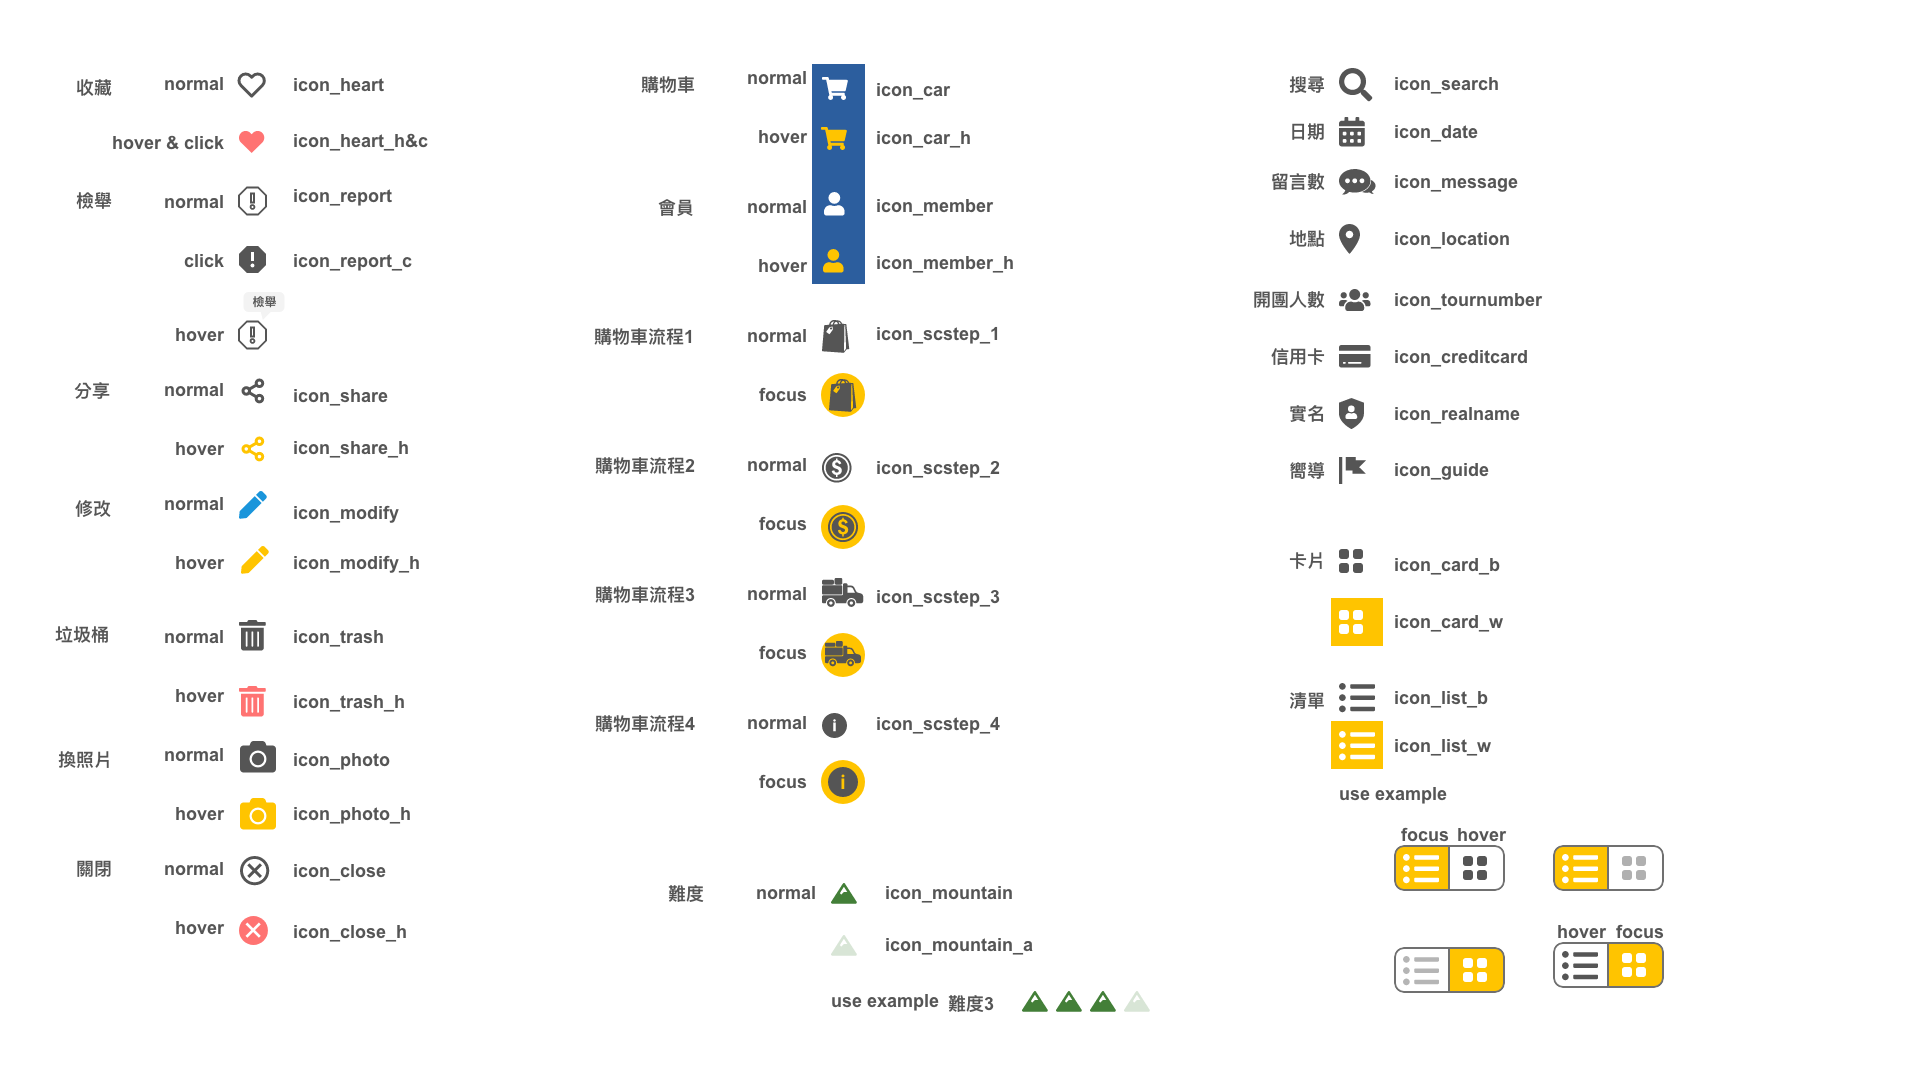 收藏 normal icon_heart
hover & click icon_heart_h&c
檢舉 normal icon_report
click icon_report_c
檢舉
hover
分享 normal icon_share
hover icon_share_h
修改 normal icon_modify
hover icon_modify_h
垃圾桶 normal icon_trash
hover icon_trash_h
換照片 normal icon_photo
hover icon_photo_h
關閉 normal icon_close
hover icon_close_h
購物車 normal icon_car
hover icon_car_h
會員 normal icon_member
hover icon_member_h
購物車流程1 normal icon_scstep_1
focus
購物車流程2 normal icon_scstep_2
focus
購物車流程3 normal icon_scstep_3
focus
購物車流程4 normal icon_scstep_4
focus
難度 normal icon_mountain
icon_mountain_a
use example 難度3
搜尋 icon_search
日期 icon_date
留言數 icon_message
地點 icon_location
開團人數 icon_tournumber
信用卡 icon_creditcard
實名 icon_realname
嚮導 icon_guide
卡片 icon_card_b
icon_card_w
清單 icon_list_b
icon_list_w
use example
focus hover
hover focus